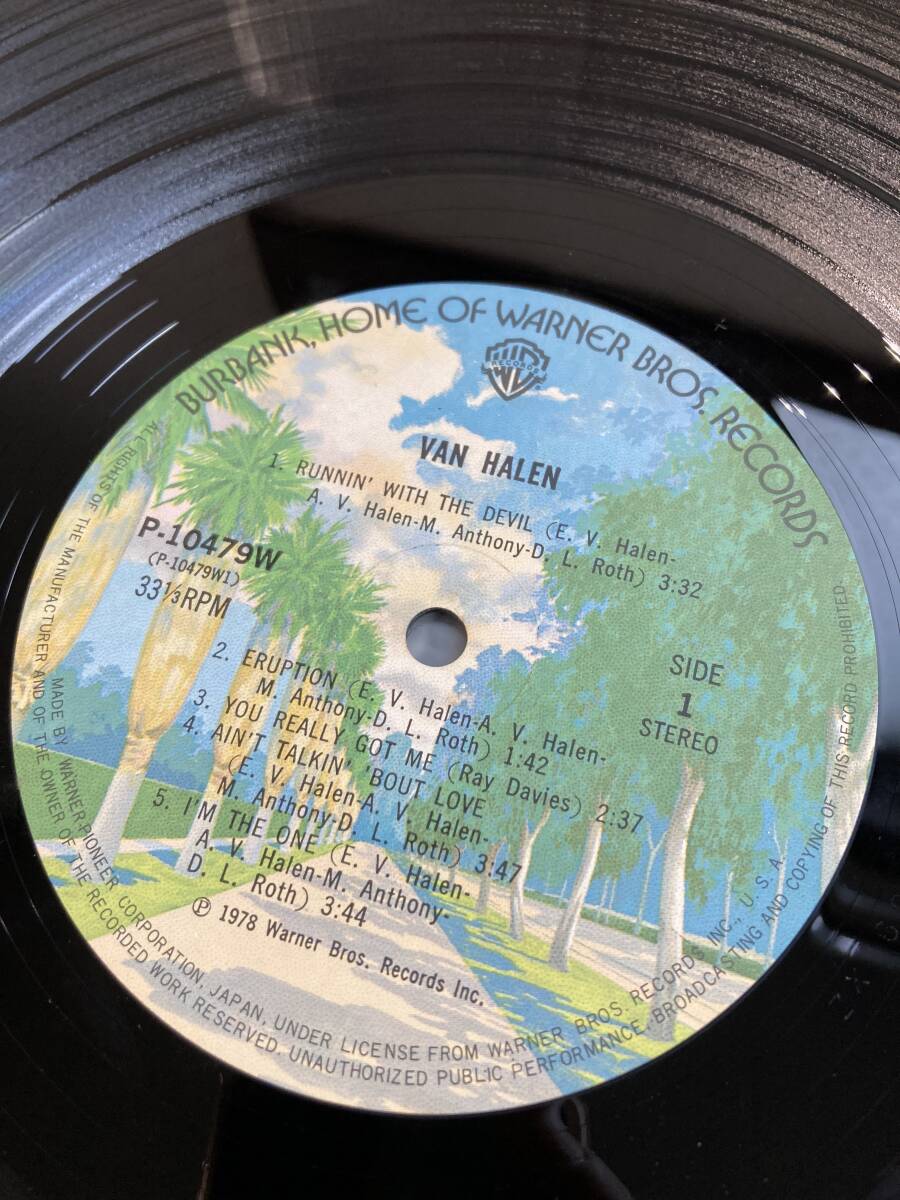 BURBANK, HOME OF WARNER BROS. RECORDS
WB
RECORDS
VAN HALEN
1. RUNNIN' WITH THE DEVIL (E. V. Halen-
A. V. Halen-M. Anthony-D. L. Roth) 3:32
P-10479W
(P-10479W1)
33⅓RPM
SIDE
1
STEREO
2. ERUPTION (E. V. Halen-A. V. Halen-
M. Anthony-D. L. Roth) 1:42
3. YOU REALLY GOT ME (Ray Davies) 2:37
4. AIN'T TALKIN' 'BOUT LOVE
(E. V. Halen-A. V. Halen-
M. Anthony-D. L. Roth) 3:47
5. I'M THE ONE (E. V. Halen-
A. V. Halen-M. Anthony-
D. L. Roth) 3:44
Ⓟ 1978 Warner Bros. Records Inc.
MADE BY WARNER-PIONEER CORPORATION, JAPAN, UNDER LICENSE FROM WARNER BROS. RECORDS INC., U.S.A.
ALL RIGHTS OF THE MANUFACTURER AND OF THE OWNER OF THE RECORDED WORK RESERVED. UNAUTHORIZED PUBLIC PERFORMANCE, BROADCASTING AND COPYING OF THIS RECORD PROHIBITED.